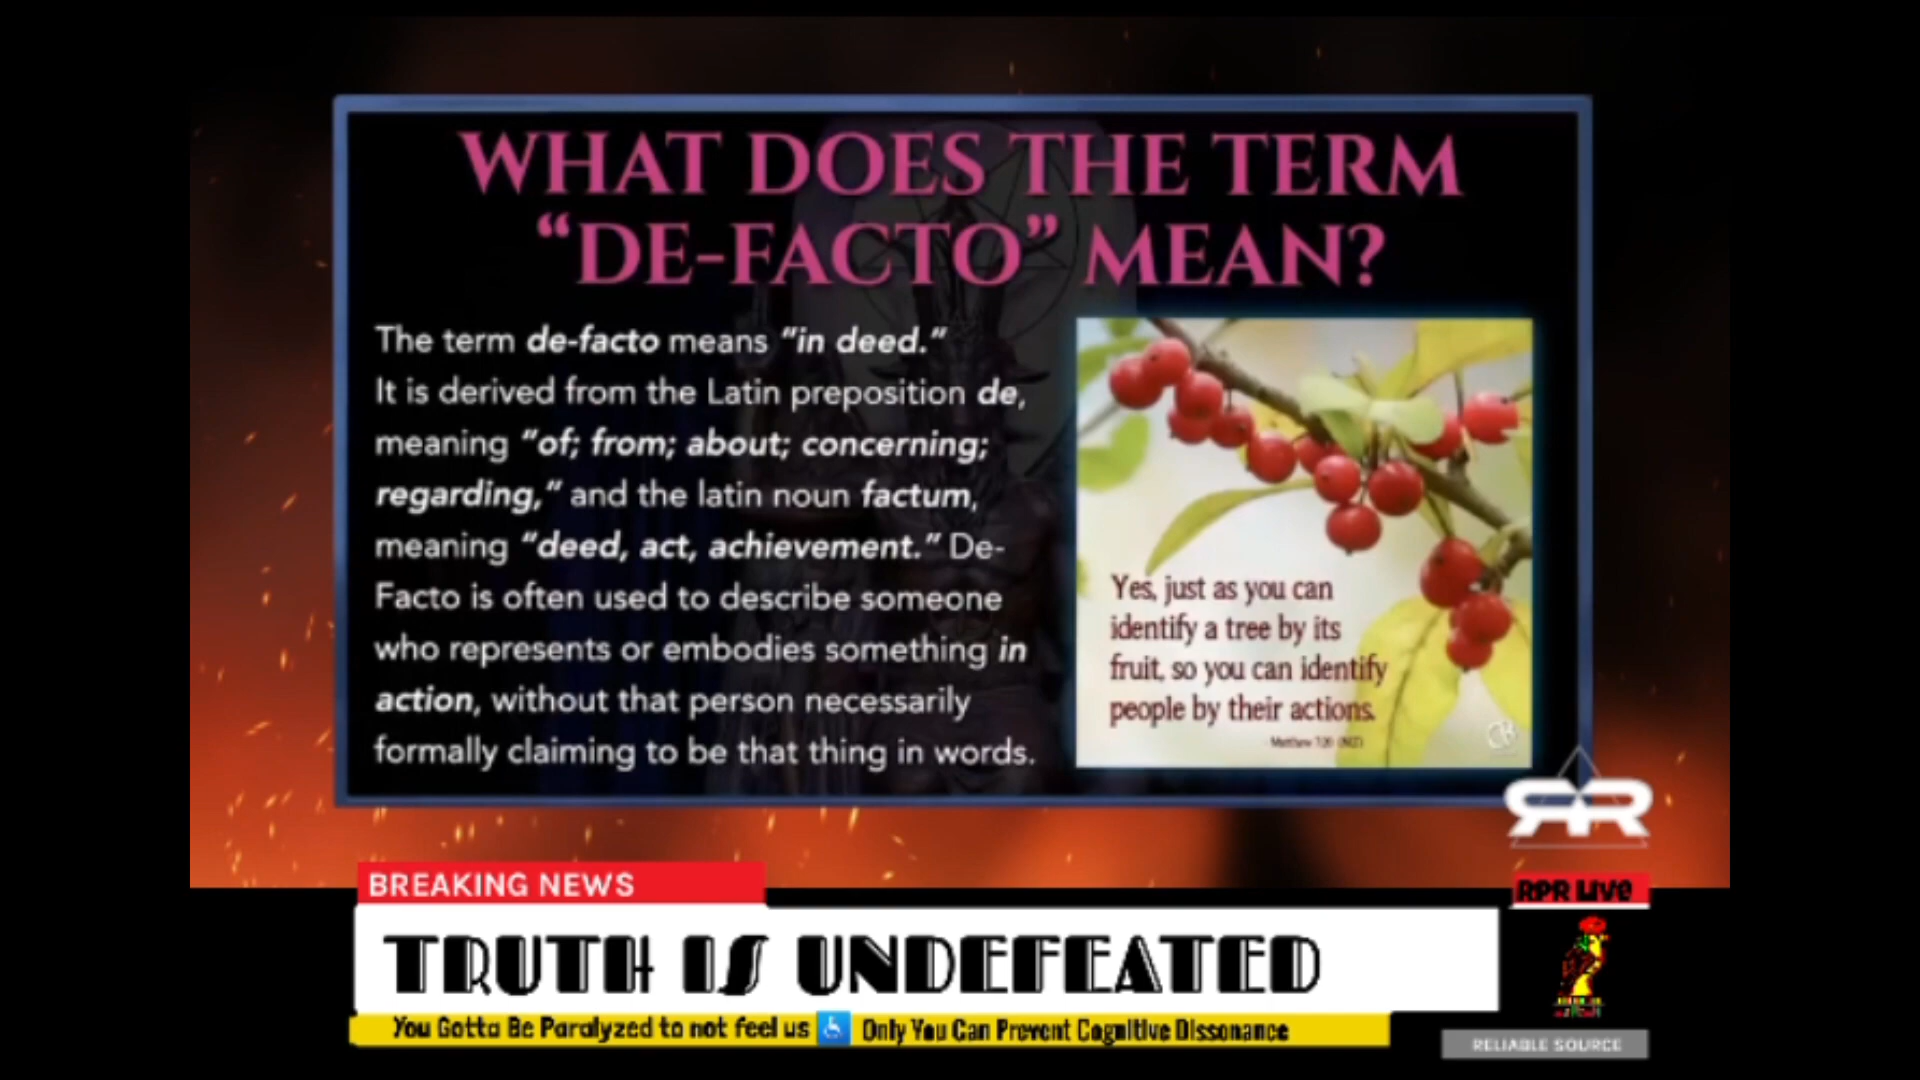 WHAT DOES THE TERM
“DE-FACTO” MEAN?
The term de-facto means "in deed."
It is derived from the Latin preposition de,
meaning "of; from; about; concerning;
regarding," and the latin noun factum,
meaning "deed, act, achievement." De-
Facto is often used to describe someone
who represents or embodies something in
action, without that person necessarily
formally claiming to be that thing in words.
Yes, just as you can
identify a tree by its
fruit, so you can identify
people by their actions.
BREAKING NEWS
RPR LIVE
TRUTH IS UNDEFEATED
You Gotta Be Paralyzed to not feel us ♿ Only You Can Prevent Cognitive Dissonance
RELIABLE SOURCE